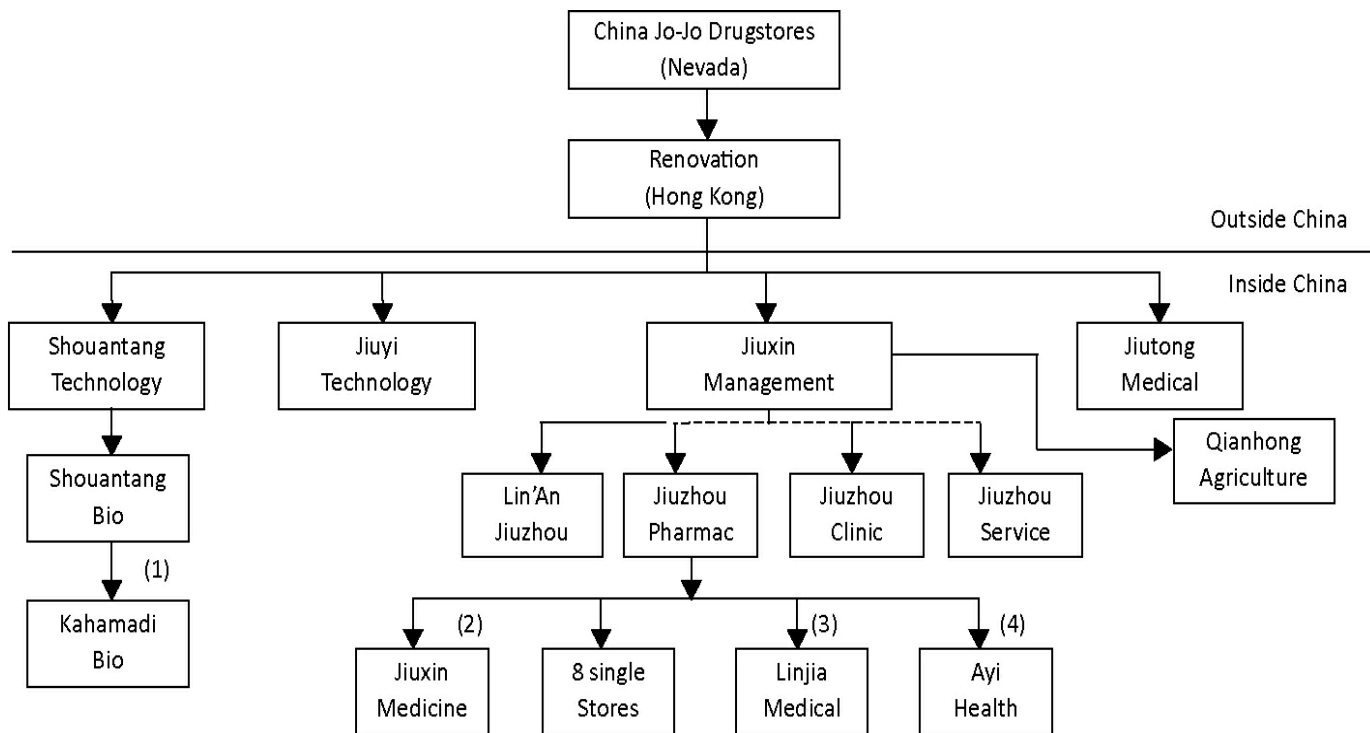 China Jo-Jo Drugstores
(Nevada)
Renovation
(Hong Kong)
Outside China
Inside China
Shouantang
Technology
Jiuyi
Technology
Jiuxin
Management
Jiutong
Medical
Qianhong
Agriculture
Shouantang
Bio
Lin'An
Jiuzhou
Jiuzhou
Pharmac
Jiuzhou
Clinic
Jiuzhou
Service
(1)
Kahamadi
Bio
(2)
(3)
(4)
Jiuxin
Medicine
8 single
Stores
Linjia
Medical
Ayi
Health